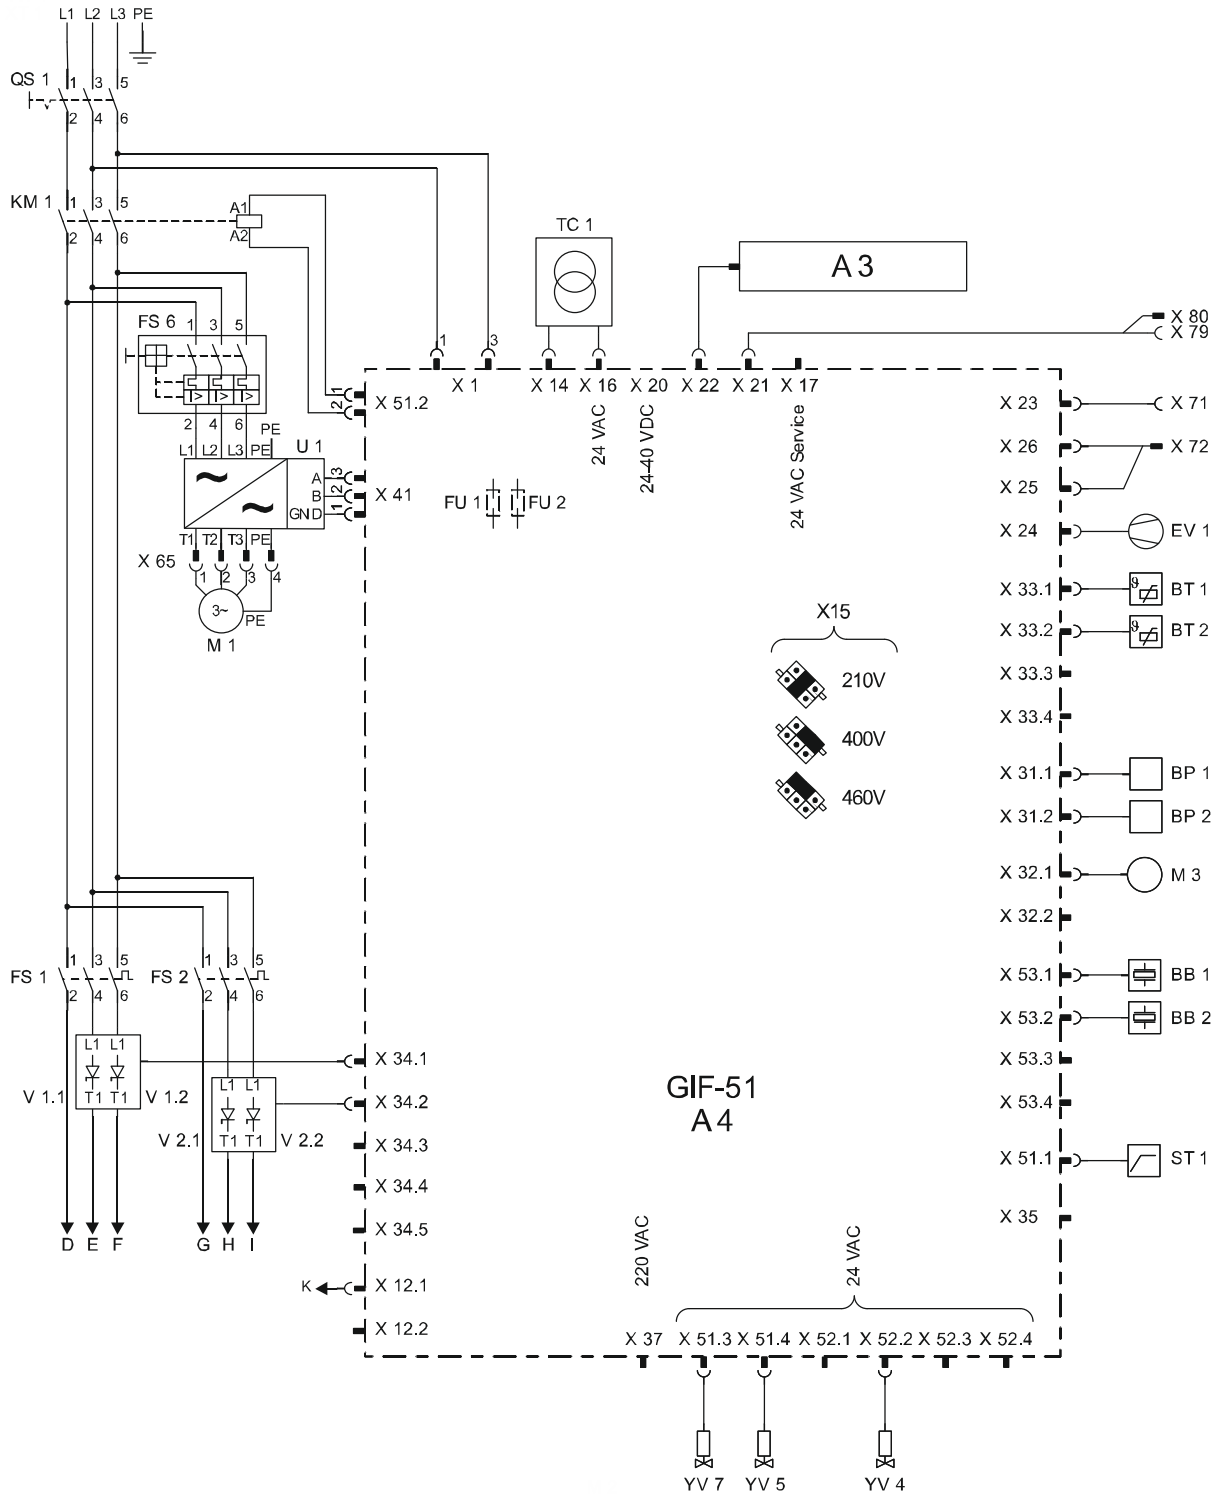 L1 L2 L3 PE
QS 1
1 3 5
2 4 6
KM 1
1 3 5
2 4 6
A1
A2
TC 1
A 3
X 80
X 79
FS 6
1 3 5
2 4 6
PE
L1 L2 L3 PE
U 1
A
B
GND
3
2
1
T1 T2 T3 PE
X 65
1 2 3 4
3~
PE
M 1
1
3
X 1
X 14
X 16
X 20
X 22
X 21
X 17
24 VAC
24-40 VDC
24 VAC Service
1
2
X 51.2
X 41
FU 1
FU 2
X15
210V
400V
460V
X 23
X 71
X 26
X 72
X 25
X 24
EV 1
X 33.1
ϑ
BT 1
X 33.2
ϑ
BT 2
X 33.3
X 33.4
X 31.1
BP 1
X 31.2
BP 2
X 32.1
M 3
X 32.2
X 53.1
BB 1
X 53.2
BB 2
X 53.3
X 53.4
X 51.1
ST 1
X 35
FS 1
1 3 5
2 4 6
FS 2
1 3 5
2 4 6
I> I> I>
L1 L1
T1 T1
V 1.1
V 1.2
L1 L1
T1 T1
V 2.1
V 2.2
D E F
G H I
K
X 34.1
X 34.2
X 34.3
X 34.4
X 34.5
X 12.1
X 12.2
GIF-51
A 4
220 VAC
24 VAC
X 37
X 51.3
X 51.4
X 52.1
X 52.2
X 52.3
X 52.4
YV 7
YV 5
YV 4